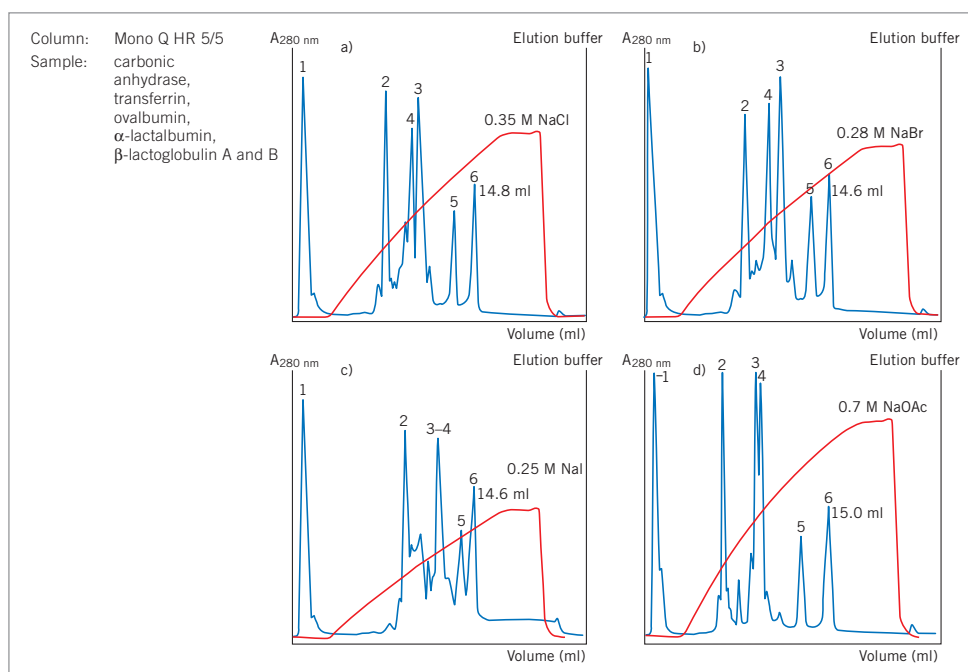 Column: Mono Q HR 5/5
Sample: carbonic
anhydrase,
transferrin,
ovalbumin,
α-lactalbumin,
β-lactoglobulin A and B
A280 nm a) Elution buffer
1
2
3
4
0.35 M NaCl
6
14.8 ml
5
Volume (ml)
A280 nm b) Elution buffer
1
3
4
2
0.28 M NaBr
6
5 14.6 ml
Volume (ml)
A280 nm c) Elution buffer
1
2 3–4
0.25 M NaI
6
14.6 ml
5
Volume (ml)
A280 nm d) Elution buffer
1
2 3
4
0.7 M NaOAc
6
15.0 ml
5
Volume (ml)